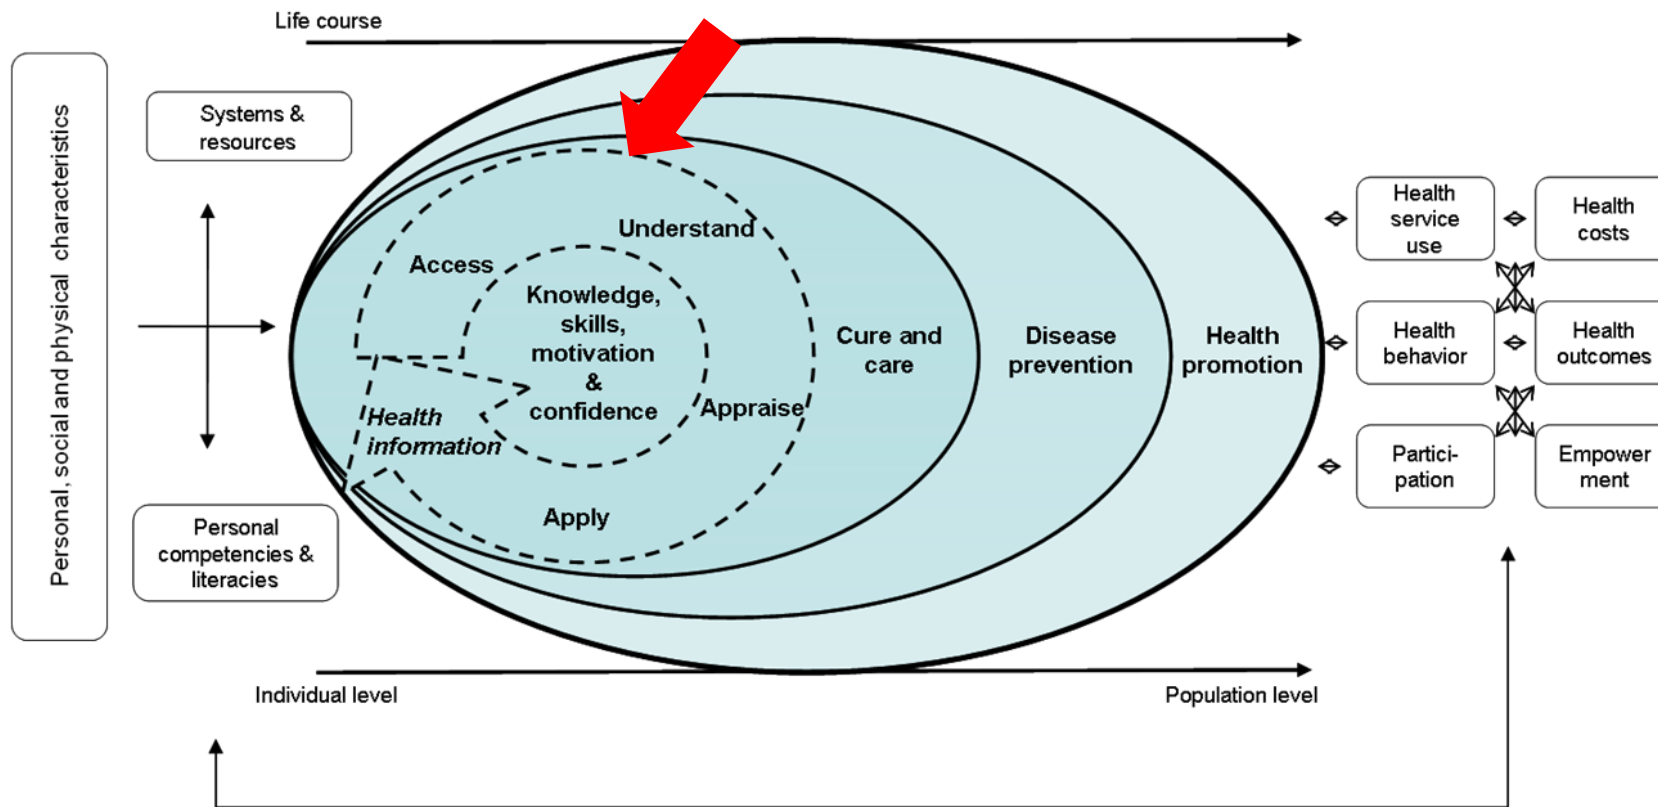 Life course
Personal, social and physical characteristics
Systems &
resources
Personal
competencies &
literacies
Access
Understand
Knowledge,
skills,
motivation
&
confidence
Health
information
Appraise
Apply
Cure and
care
Disease
prevention
Health
promotion
Health
service
use
Health
costs
Health
behavior
Health
outcomes
Partici-
pation
Empower
ment
Individual level
Population level